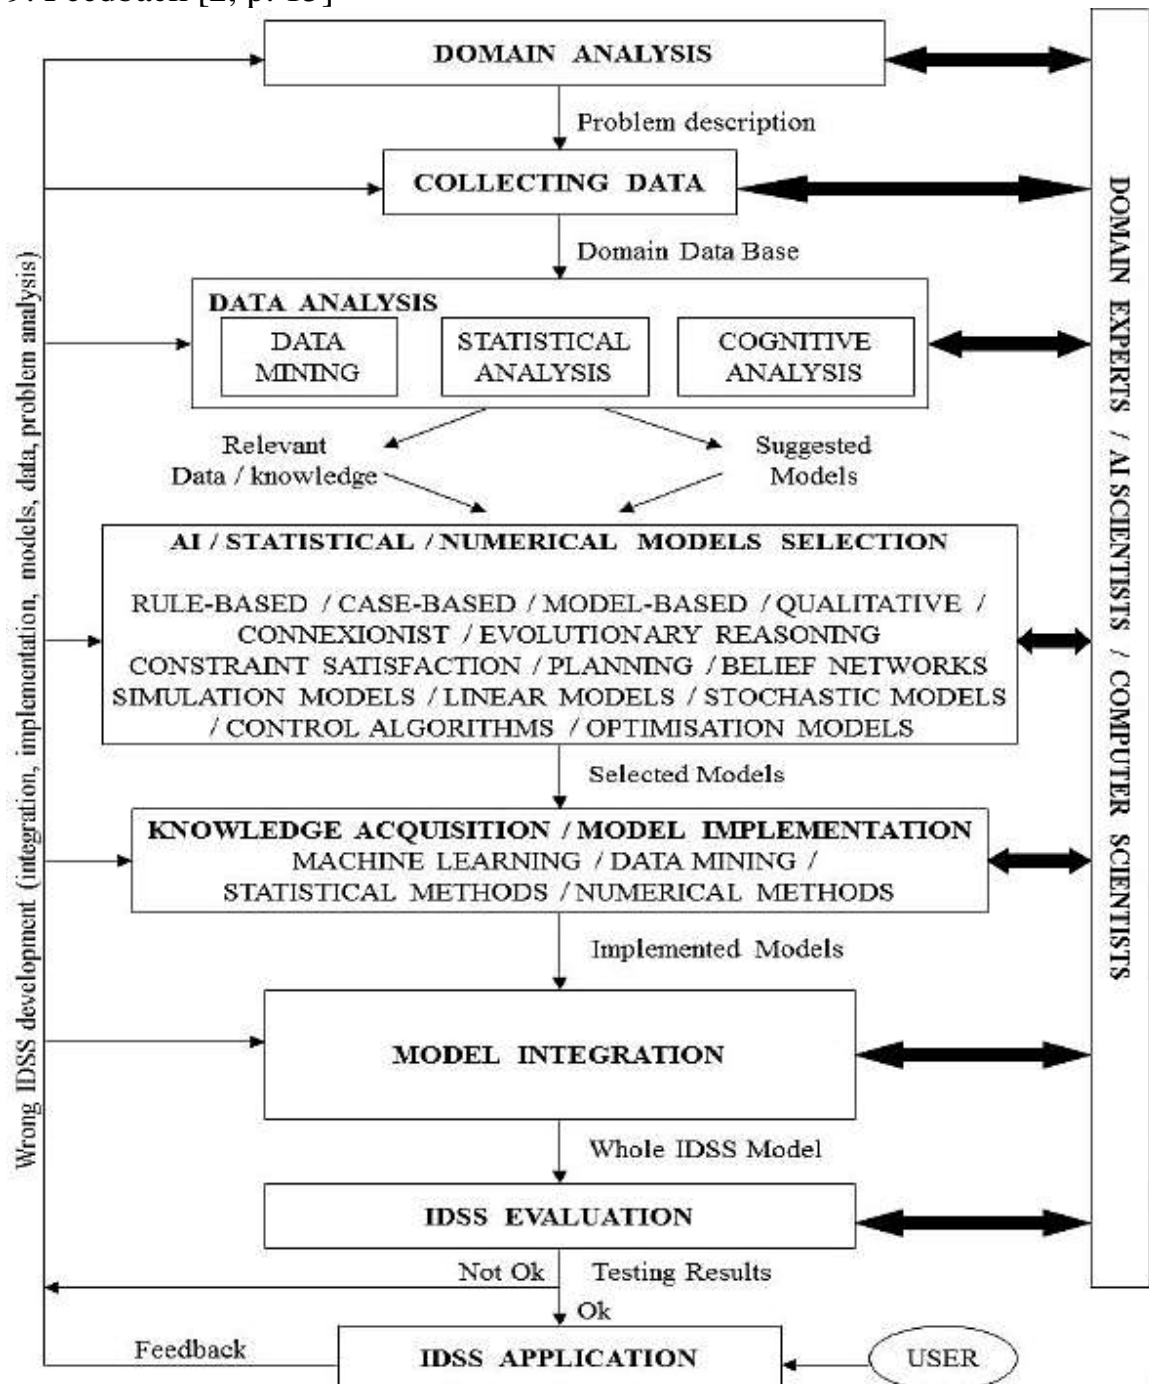 9. Feedback [2, p. 13]
DOMAIN ANALYSIS
Problem description
COLLECTING DATA
Domain Data Base
DATA ANALYSIS
DATA
MINING
STATISTICAL
ANALYSIS
COGNITIVE
ANALYSIS
Relevant
Data / knowledge
Suggested
Models
AI / STATISTICAL / NUMERICAL MODELS SELECTION
RULE-BASED / CASE-BASED / MODEL-BASED / QUALITATIVE /
CONNEXIONIST / EVOLUTIONARY REASONING
CONSTRAINT SATISFACTION / PLANNING / BELIEF NETWORKS
SIMULATION MODELS / LINEAR MODELS / STOCHASTIC MODELS
/ CONTROL ALGORITHMS / OPTIMISATION MODELS
Selected Models
KNOWLEDGE ACQUISITION / MODEL IMPLEMENTATION
MACHINE LEARNING / DATA MINING /
STATISTICAL METHODS / NUMERICAL METHODS
Implemented Models
MODEL INTEGRATION
Whole IDSS Model
IDSS EVALUATION
Not Ok
Testing Results
Ok
Feedback
IDSS APPLICATION
USER
Wrong IDSS development (integration, implementation, models, data, problem analysis)
DOMAIN EXPERTS / AI SCIENTISTS / COMPUTER SCIENTISTS